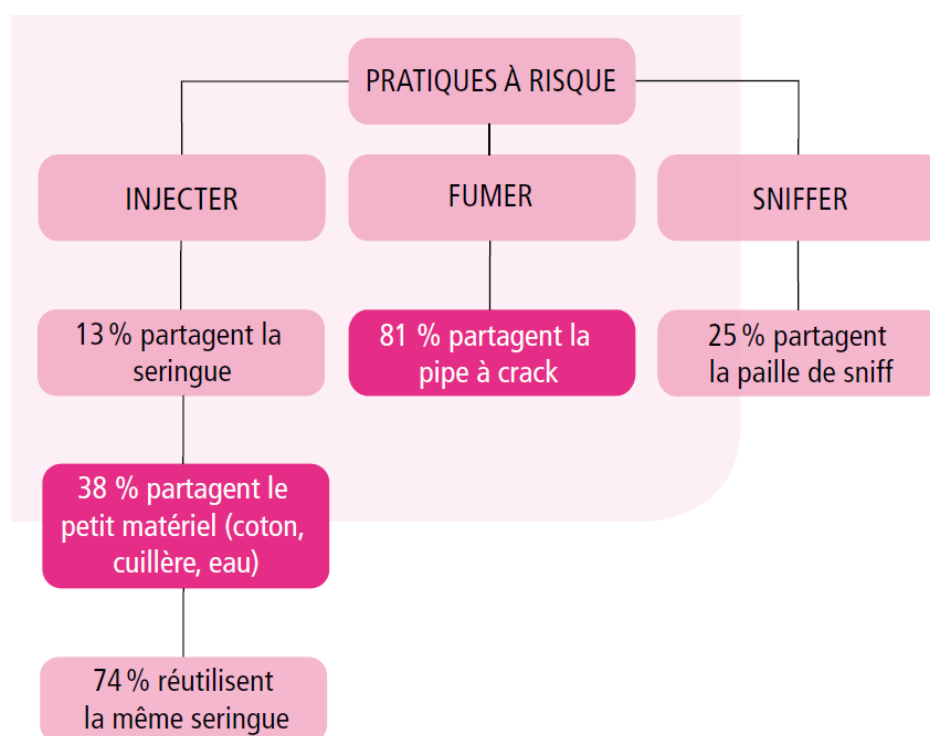 PRATIQUES À RISQUE
INJECTER
FUMER
SNIFFER
13 % partagent la
seringue
81 % partagent la
pipe à crack
25 % partagent
la paille de sniff
38 % partagent le
petit matériel (coton,
cuillère, eau)
74 % réutilisent
la même seringue